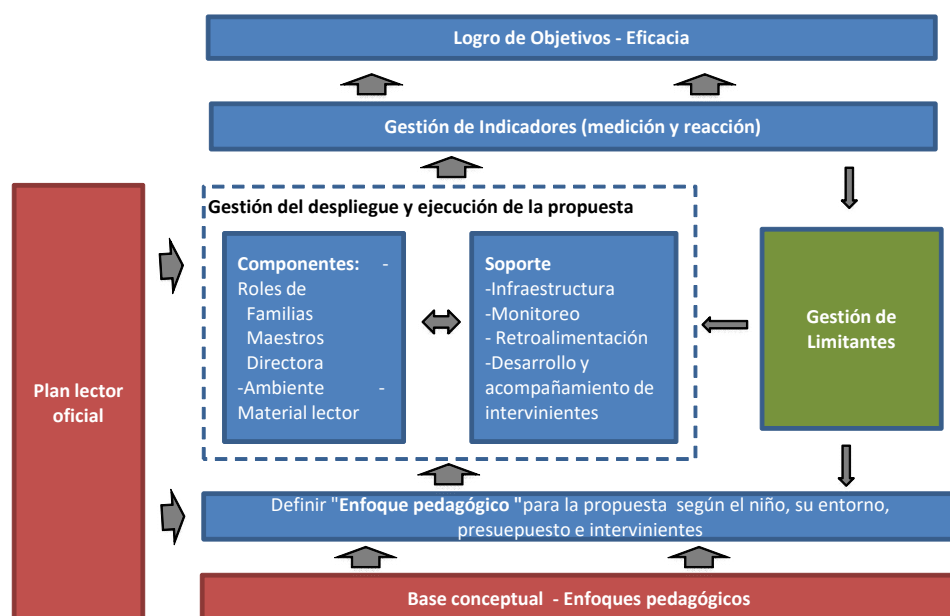 Logro de Objetivos - Eficacia
Gestión de Indicadores (medición y reacción)
Gestión del despliegue y ejecución de la propuesta
Componentes: -
Roles de
Familias
Maestros
Directora
-Ambiente -
Material lector
Soporte
-Infraestructura
-Monitoreo
- Retroalimentación
-Desarrollo y
acompañamiento de
intervinientes
Gestión de
Limitantes
Plan lector
oficial
Definir "Enfoque pedagógico "para la propuesta según el niño, su entorno,
presuepuesto e intervinientes
Base conceptual - Enfoques pedagógicos